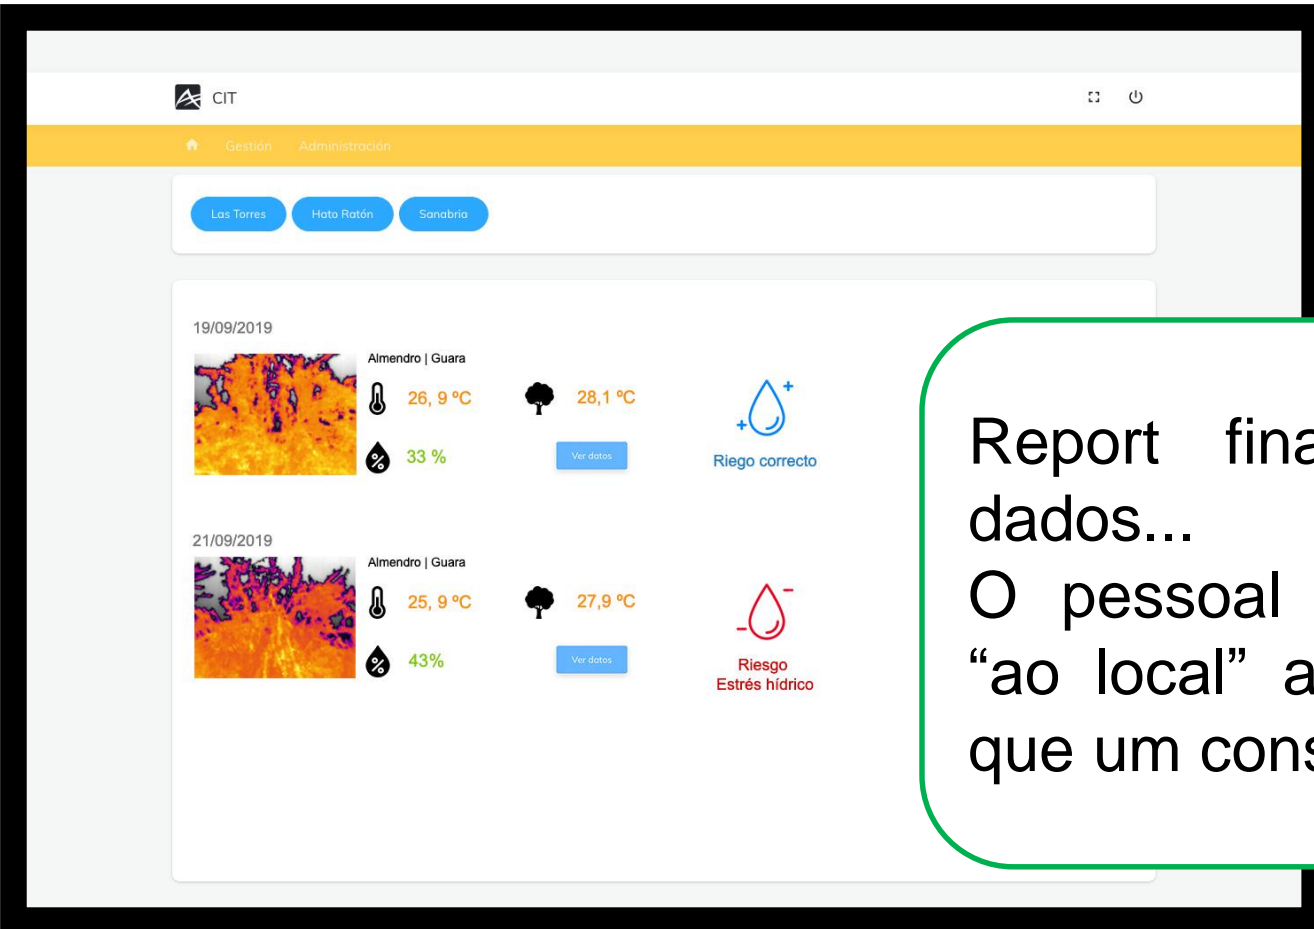 CIT
Gestión Administración
Las Torres Hato Ratón Sanabria
19/09/2019
Almendro | Guara
26, 9 ºC 28,1 ºC
33 % Ver datos
Riego correcto
21/09/2019
Almendro | Guara
25, 9 ºC 27,9 ºC
43% Ver datos
Riesgo
Estrés hídrico
Report
dados...
O pessoal
“ao local”
que um